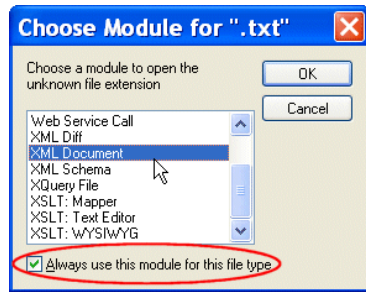 Choose Module for ".txt"
Choose a module to open the
unknown file extension
OK
Cancel
Web Service Call
XML Diff
XML Document
XML Schema
XQuery File
XSLT: Mapper
XSLT: Text Editor
XSLT: WYSIWYG
Always use this module for this file type